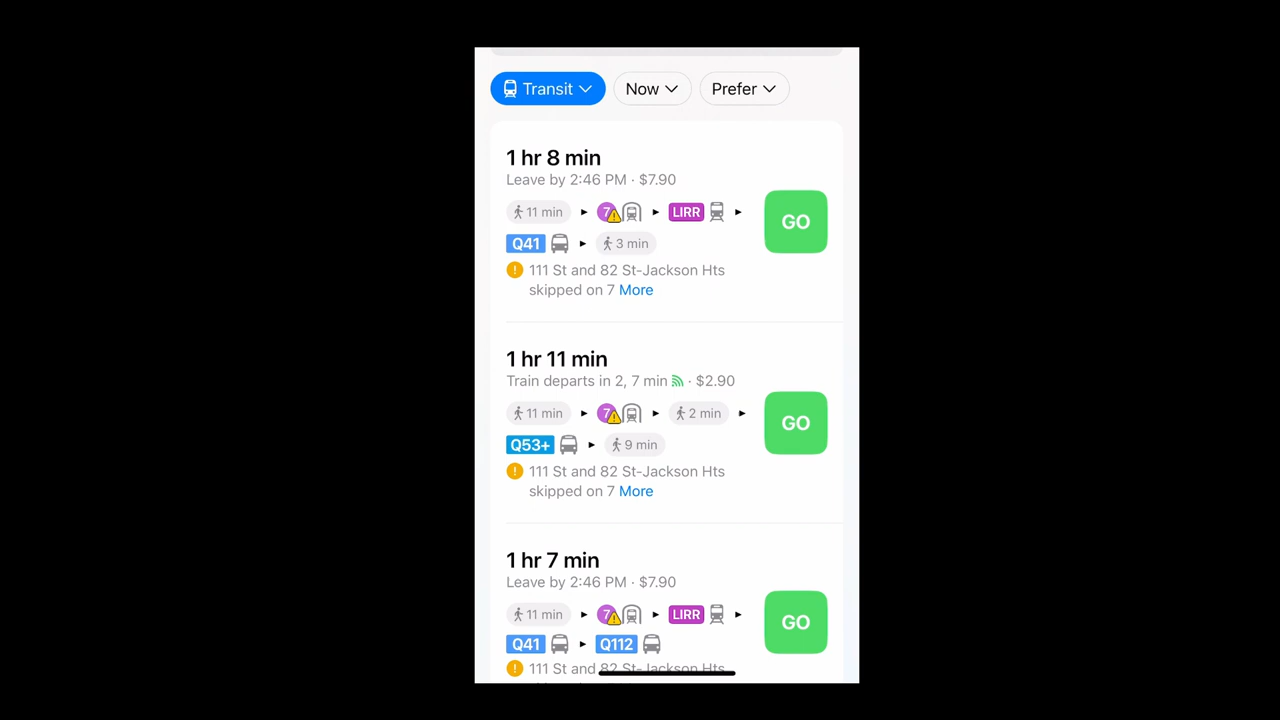 Transit Now Prefer
1 hr 8 min
Leave by 2:46 PM · $7.90
11 min 7 LIRR
Q41 3 min
GO
111 St and 82 St-Jackson Hts
skipped on 7 More
1 hr 11 min
Train departs in 2, 7 min · $2.90
11 min 7 2 min
Q53+ 9 min
GO
111 St and 82 St-Jackson Hts
skipped on 7 More
1 hr 7 min
Leave by 2:46 PM · $7.90
11 min 7 LIRR
Q41 Q112
GO
111 St and 82 St-Jackson Hts